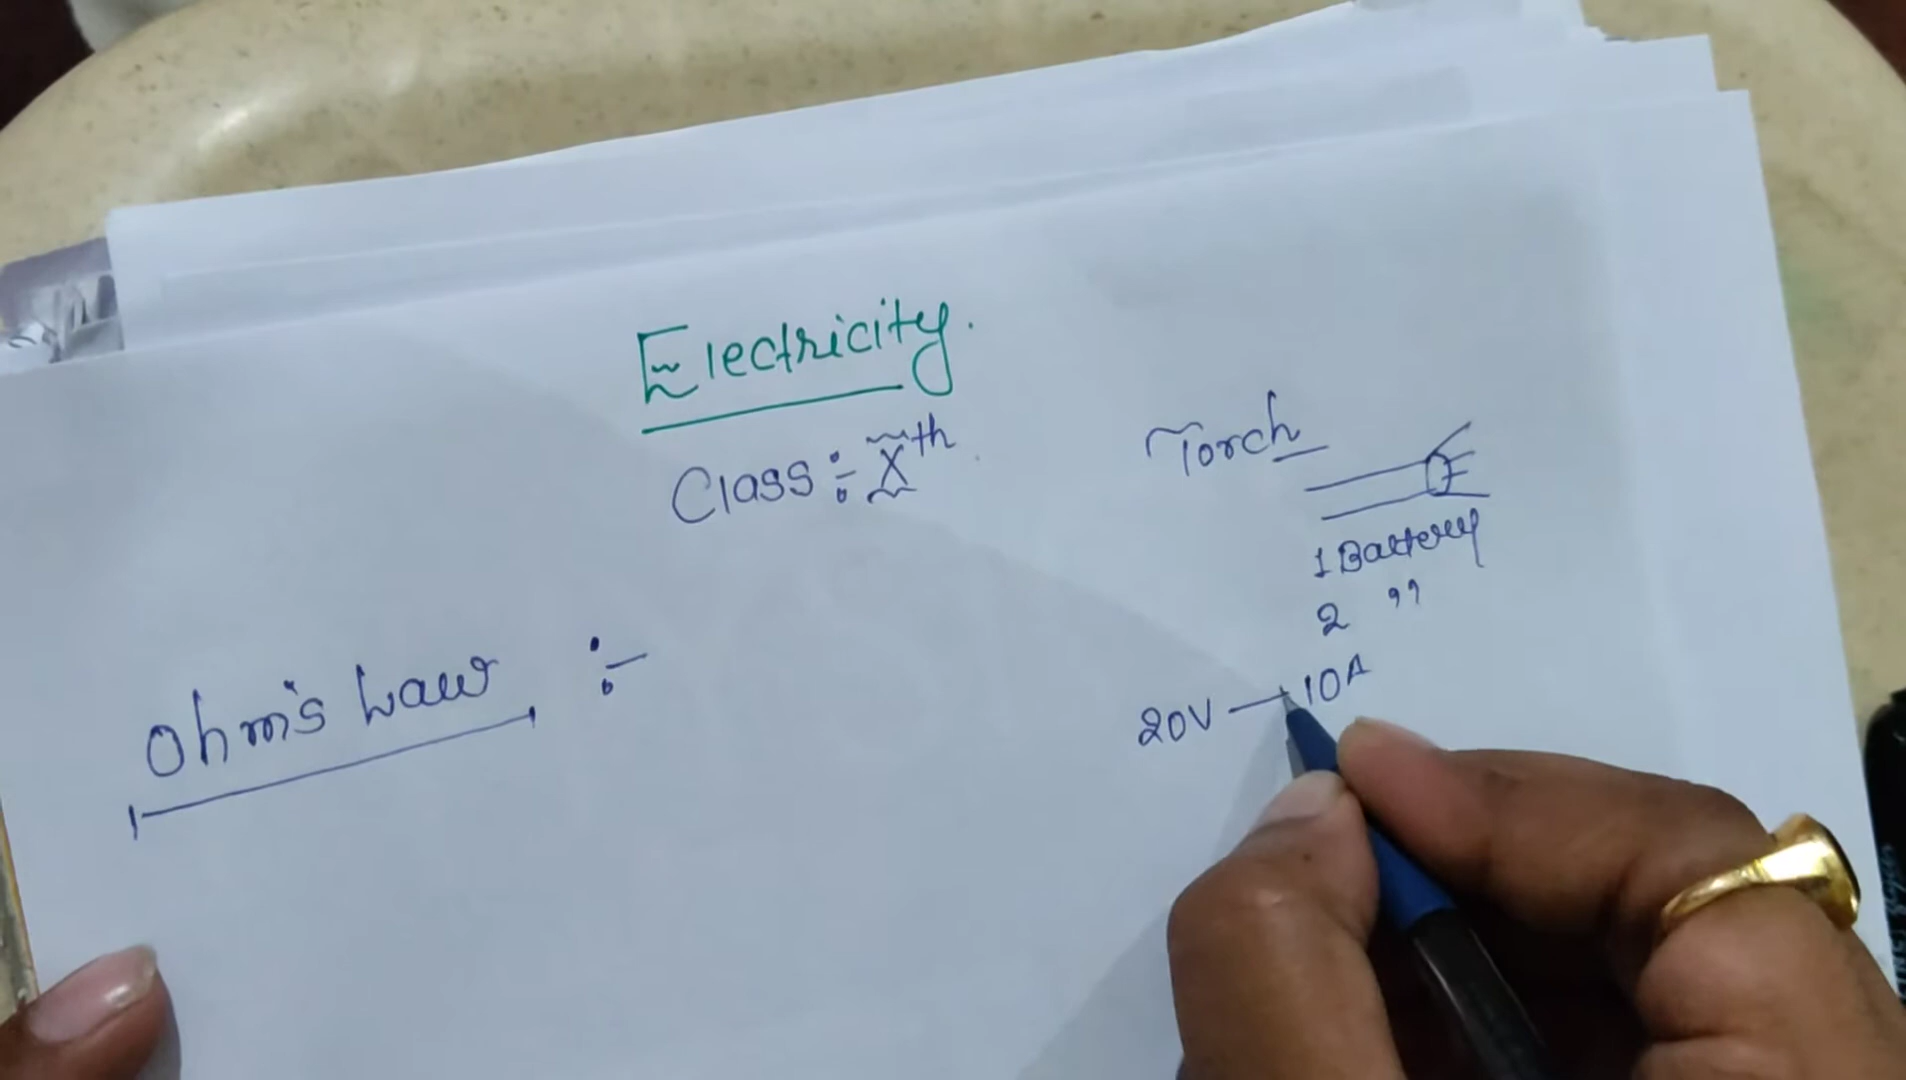 Electricity.
Class :- Xth
Torch
1 Battery
2 ,,
Ohm's Law :-
20V — 10A